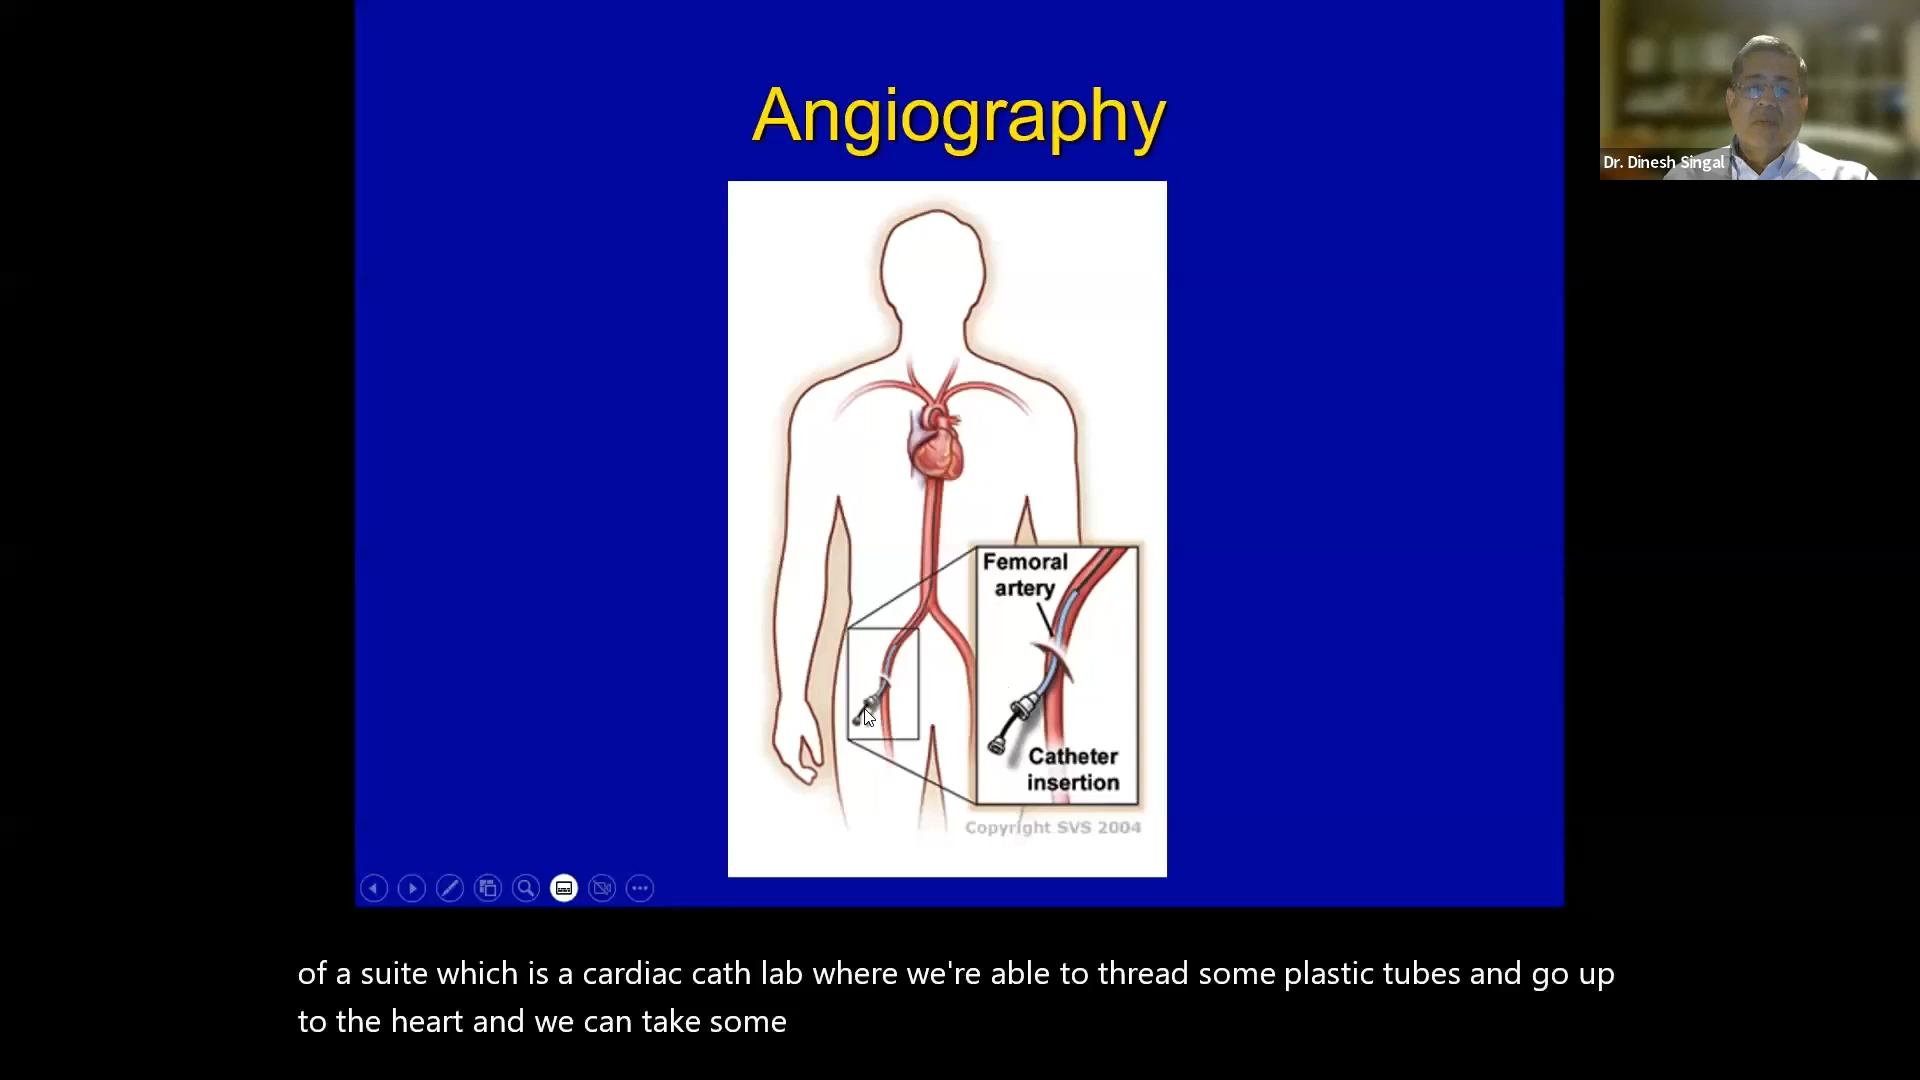 Angiography
Dr. Dinesh Singal
Femoral
artery
Catheter
insertion
Copyright SVS 2004
of a suite which is a cardiac cath lab where we're able to thread some plastic tubes and go up
to the heart and we can take some